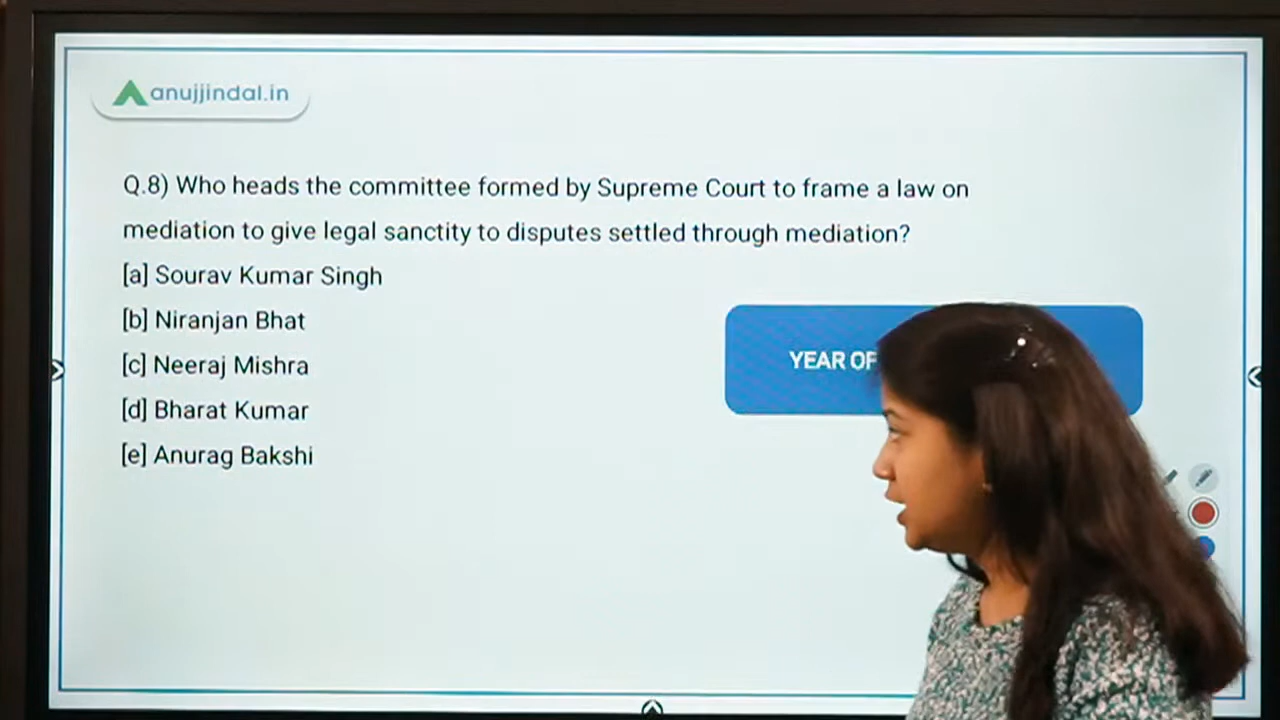 anujjindal.in
Q.8) Who heads the committee formed by Supreme Court to frame a law on
mediation to give legal sanctity to disputes settled through mediation?
[a] Sourav Kumar Singh
[b] Niranjan Bhat
[c] Neeraj Mishra
[d] Bharat Kumar
[e] Anurag Bakshi
YEAR OF